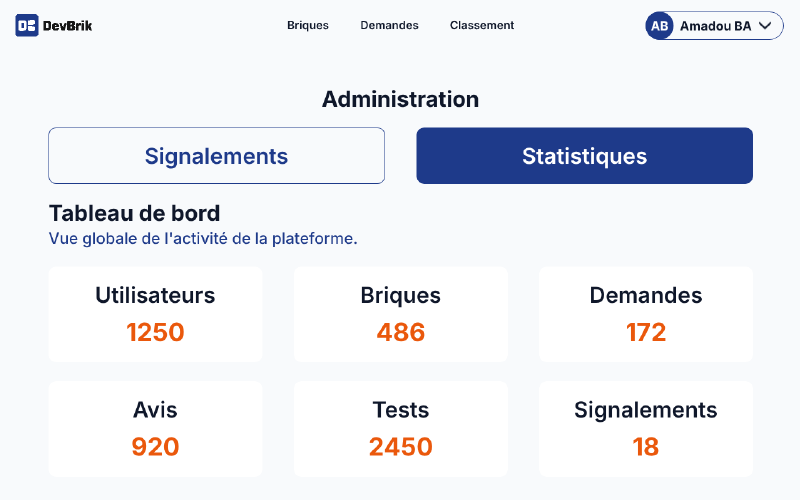 DevBrik
Briques Demandes Classement
AB Amadou BA
Administration
Signalements Statistiques
Tableau de bord
Vue globale de l'activité de la plateforme.
Utilisateurs Briques Demandes
1250 486 172
Avis Tests Signalements
920 2450 18